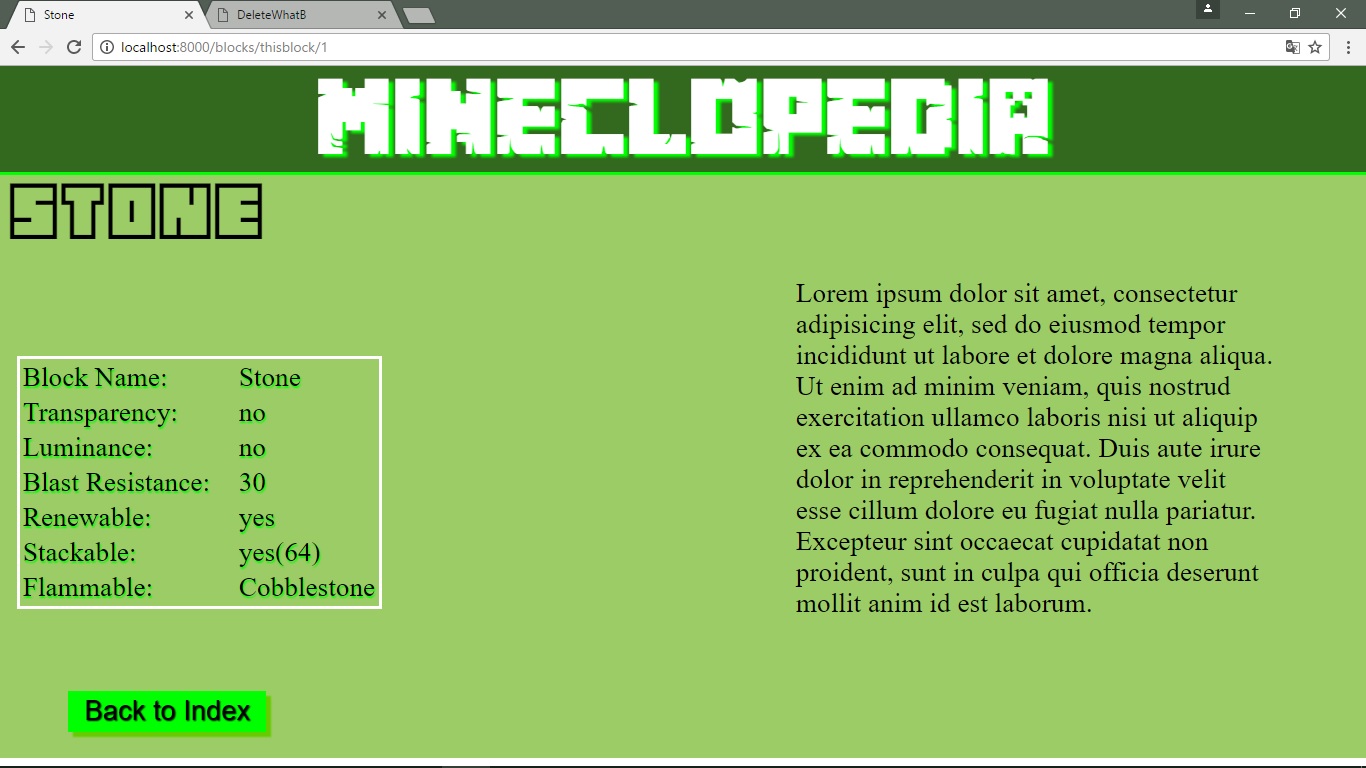 Stone
DeleteWhatB
localhost:8000/blocks/thisblock/1
MINECLOPEDIA
STONE
Block Name: Stone
Transparency: no
Luminance: no
Blast Resistance: 30
Renewable: yes
Stackable: yes(64)
Flammable: Cobblestone
Lorem ipsum dolor sit amet, consectetur
adipisicing elit, sed do eiusmod tempor
incididunt ut labore et dolore magna aliqua.
Ut enim ad minim veniam, quis nostrud
exercitation ullamco laboris nisi ut aliquip
ex ea commodo consequat. Duis aute irure
dolor in reprehenderit in voluptate velit
esse cillum dolore eu fugiat nulla pariatur.
Excepteur sint occaecat cupidatat non
proident, sunt in culpa qui officia deserunt
mollit anim id est laborum.
Back to Index